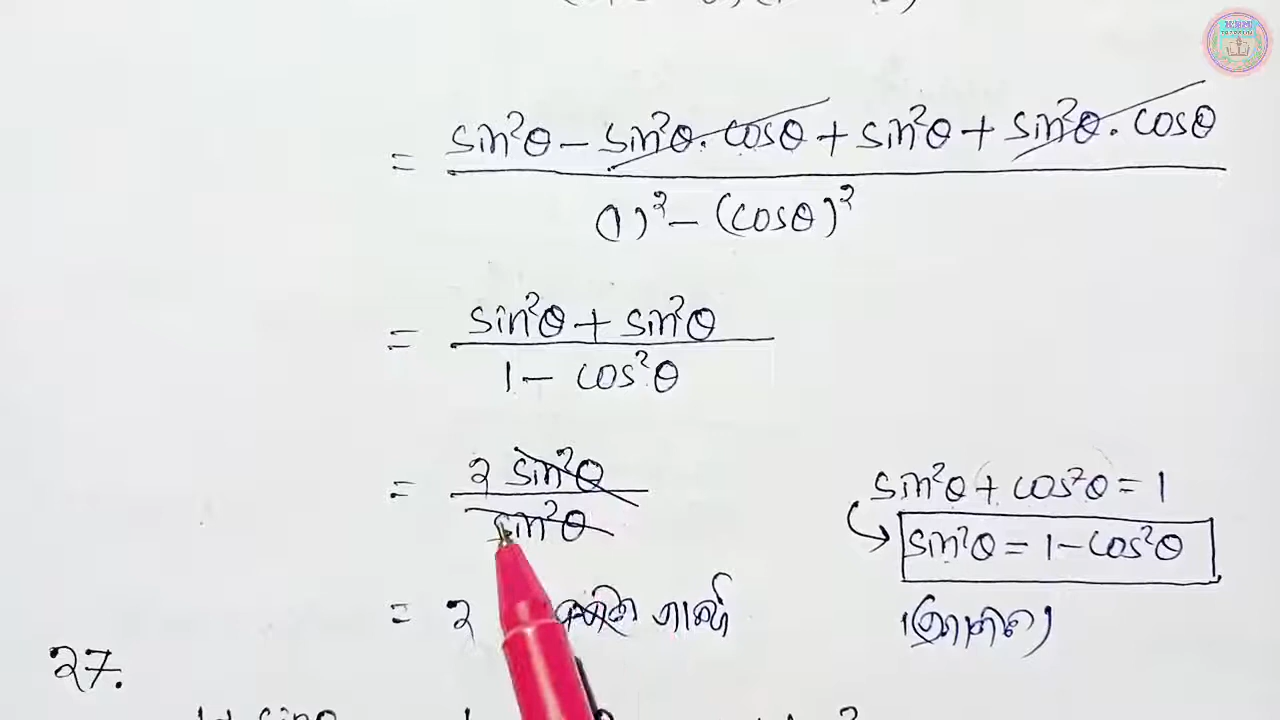 = sin²θ - sin²θ . cosθ + sin²θ + sin²θ . cosθ
(1)² - (cosθ)²
= sin²θ + sin²θ
1 - cos²θ
= 2 sin²θ
sin²θ
sin²θ + cos²θ = 1
sin²θ = 1 - cos²θ
= 2
27.